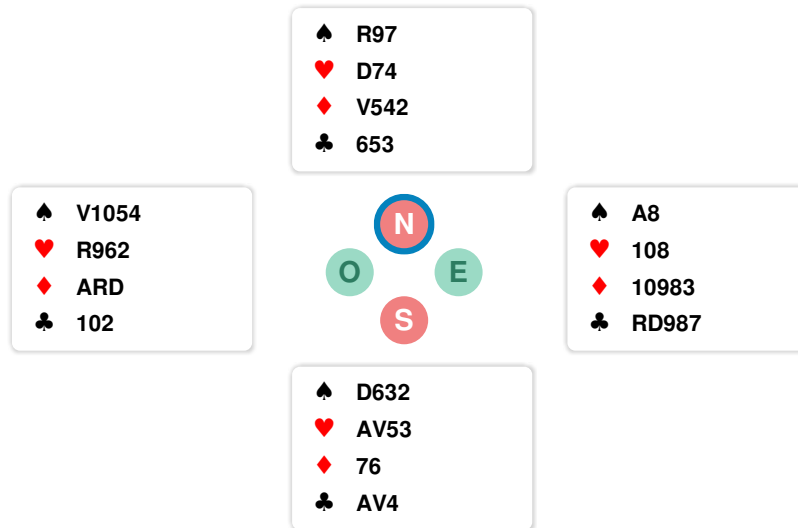 ♠ R97
♥ D74
♦ V542
♣ 653
♠ V1054
♥ R962
♦ ARD
♣ 102
N
O E
S
♠ A8
♥ 108
♦ 10983
♣ RD987
♠ D632
♥ AV53
♦ 76
♣ AV4